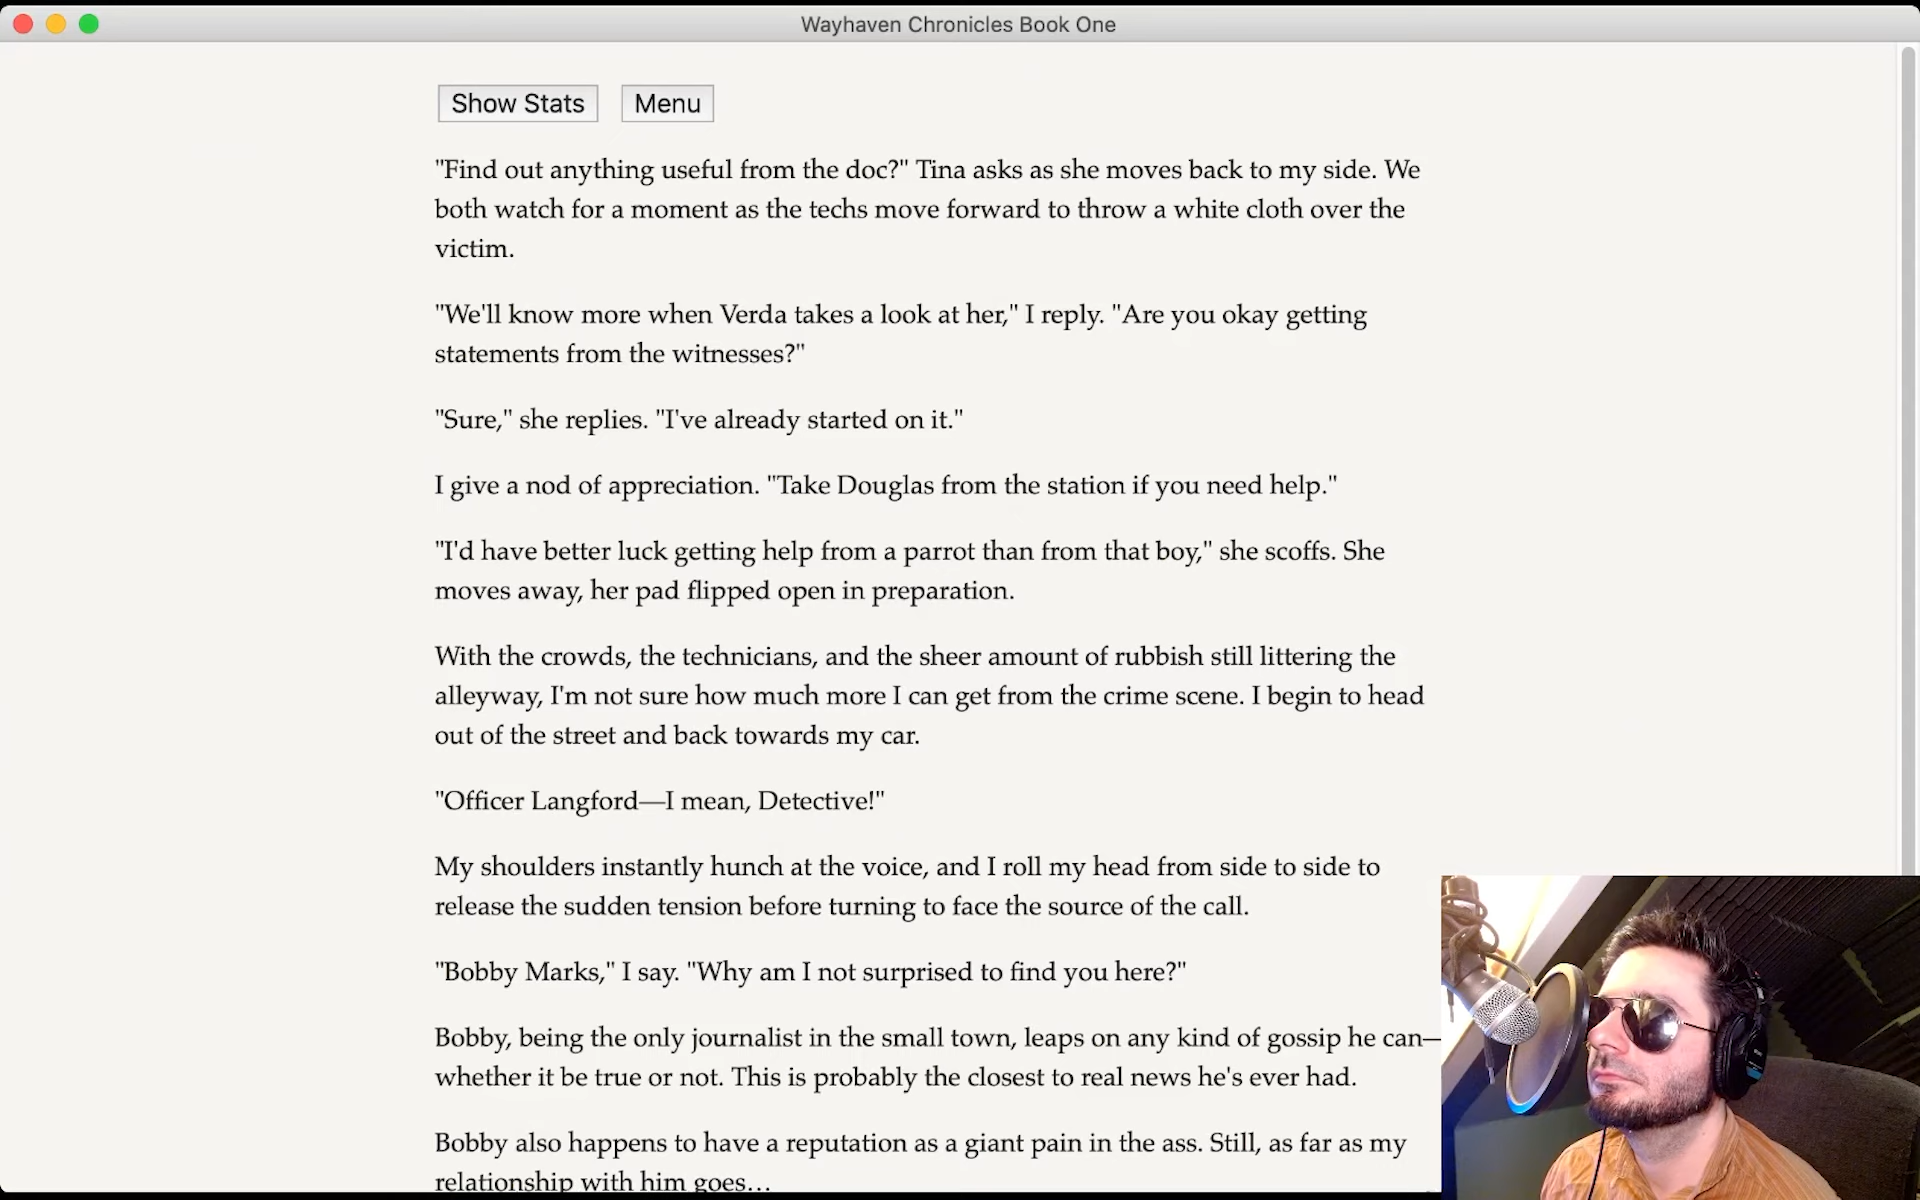 Wayhaven Chronicles Book One
Show Stats Menu
"Find out anything useful from the doc?" Tina asks as she moves back to my side. We
both watch for a moment as the techs move forward to throw a white cloth over the
victim.
"We'll know more when Verda takes a look at her," I reply. "Are you okay getting
statements from the witnesses?"
"Sure," she replies. "I've already started on it."
I give a nod of appreciation. "Take Douglas from the station if you need help."
"I'd have better luck getting help from a parrot than from that boy," she scoffs. She
moves away, her pad flipped open in preparation.
With the crowds, the technicians, and the sheer amount of rubbish still littering the
alleyway, I'm not sure how much more I can get from the crime scene. I begin to head
out of the street and back towards my car.
"Officer Langford—I mean, Detective!"
My shoulders instantly hunch at the voice, and I roll my head from side to side to
release the sudden tension before turning to face the source of the call.
"Bobby Marks," I say. "Why am I not surprised to find you here?"
Bobby, being the only journalist in the small town, leaps on any kind of gossip he can—
whether it be true or not. This is probably the closest to real news he's ever had.
Bobby also happens to have a reputation as a giant pain in the ass. Still, as far as my
relationship with him goes…